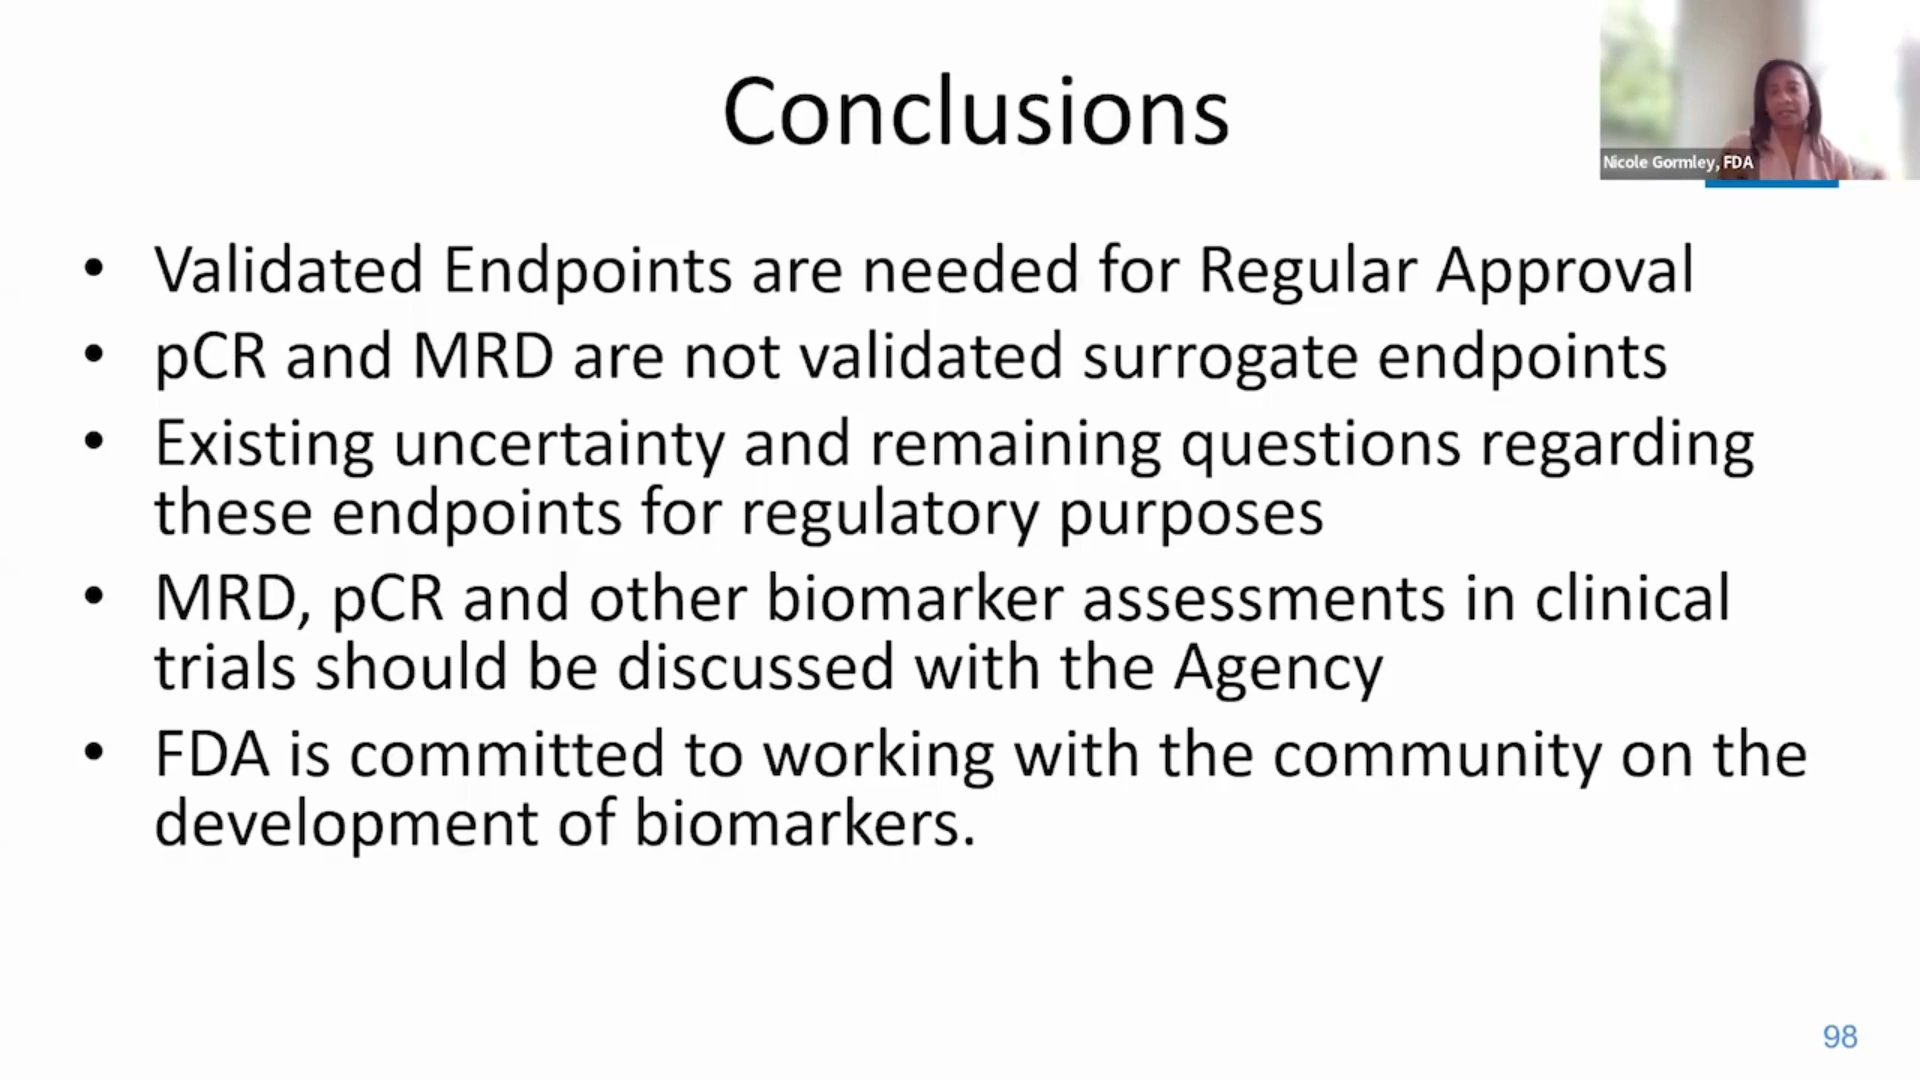 Conclusions
Nicole Gormley, FDA
• Validated Endpoints are needed for Regular Approval
• pCR and MRD are not validated surrogate endpoints
• Existing uncertainty and remaining questions regarding
these endpoints for regulatory purposes
• MRD, pCR and other biomarker assessments in clinical
trials should be discussed with the Agency
• FDA is committed to working with the community on the
development of biomarkers.
98